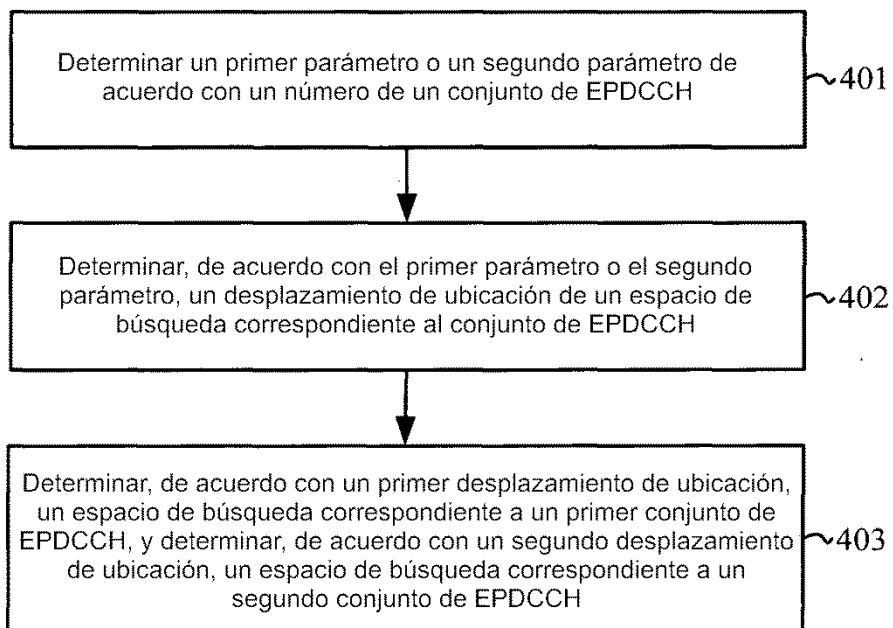 Determinar un primer parámetro o un segundo parámetro de
acuerdo con un número de un conjunto de EPDCCH
401
Determinar, de acuerdo con el primer parámetro o el segundo
parámetro, un desplazamiento de ubicación de un espacio de
búsqueda correspondiente al conjunto de EPDCCH
402
Determinar, de acuerdo con un primer desplazamiento de ubicación,
un espacio de búsqueda correspondiente a un primer conjunto de
EPDCCH, y determinar, de acuerdo con un segundo desplazamiento
de ubicación, un espacio de búsqueda correspondiente a un
segundo conjunto de EPDCCH
403